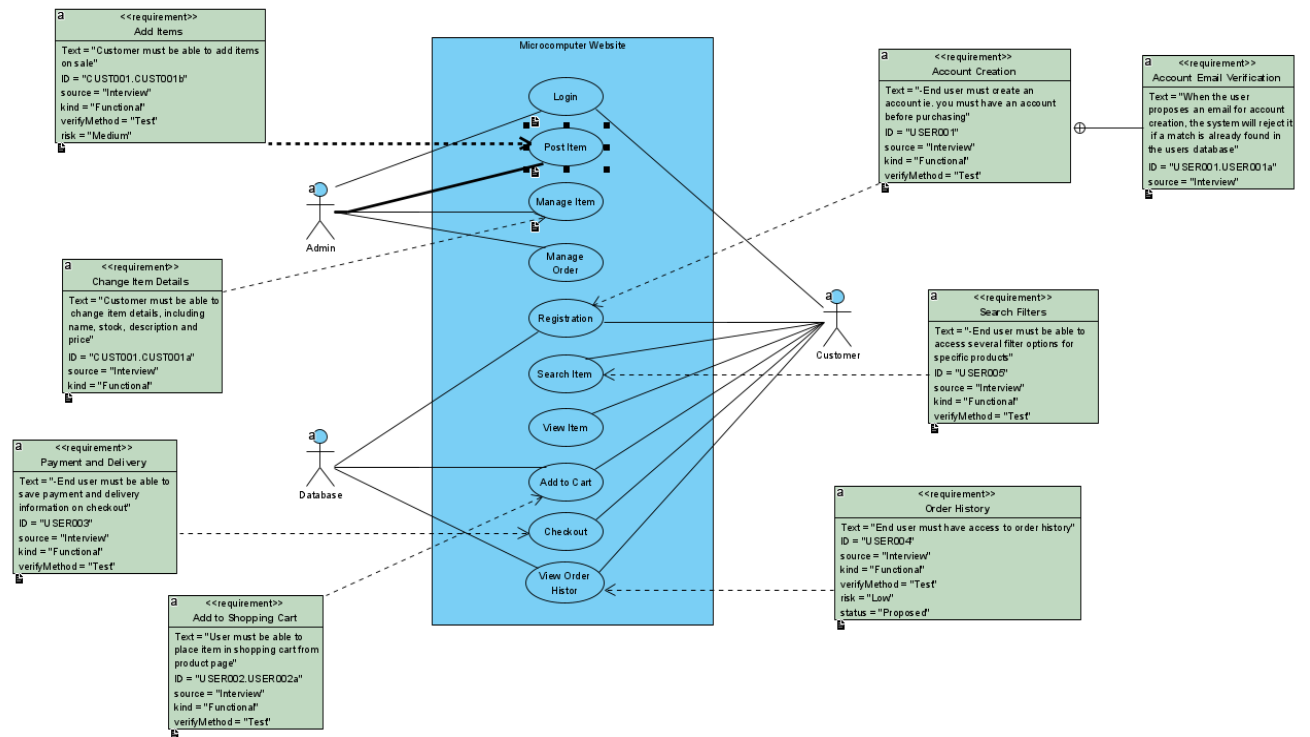 a
<<requirement>>
Add Items
Text = "Customer must be able to add items
on sale"
ID = "CUST001.CUST001b"
source = "Interview"
kind = "Functional"
verifyMethod = "Test"
risk = "Medium"
Microcomputer Website
Login
Post Item
Manage Item
Manage
Order
Registration
Search Item
View Item
Add to Cart
Checkout
View Order
Histor
a
<<requirement>>
Account Creation
Text = "-End user must create an
account ie. you must have an account
before purchasing"
ID = "USER001"
source = "Interview"
kind = "Functional"
verifyMethod = "Test"
a
<<requirement>>
Account Email Verification
Text = "When the user
proposes an email for account
creation, the system will reject it
if a match is already found in
the users database"
ID = "USER001.USER001a"
source = "Interview"
a
Admin
a
<<requirement>>
Change Item Details
Text = "Customer must be able to
change item details, including
name, stock, description and
price"
ID = "CUST001.CUST001a"
source = "Interview"
kind = "Functional"
a
Customer
a
<<requirement>>
Search Filters
Text = "-End user must be able to
access several filter options for
specific products"
ID = "USER005"
source = "Interview"
kind = "Functional"
verifyMethod = "Test"
a
Database
a
<<requirement>>
Payment and Delivery
Text = "-End user must be able to
save payment and delivery
information on checkout"
ID = "USER003"
source = "Interview"
kind = "Functional"
verifyMethod = "Test"
a
<<requirement>>
Order History
Text = "End user must have access to order history"
ID = "USER004"
source = "Interview"
kind = "Functional"
verifyMethod = "Test"
risk = "Low"
status = "Proposed"
a
<<requirement>>
Add to Shopping Cart
Text = "User must be able to
place item in shopping cart from
product page"
ID = "USER002.USER002a"
source = "Interview"
kind = "Functional"
verifyMethod = "Test"